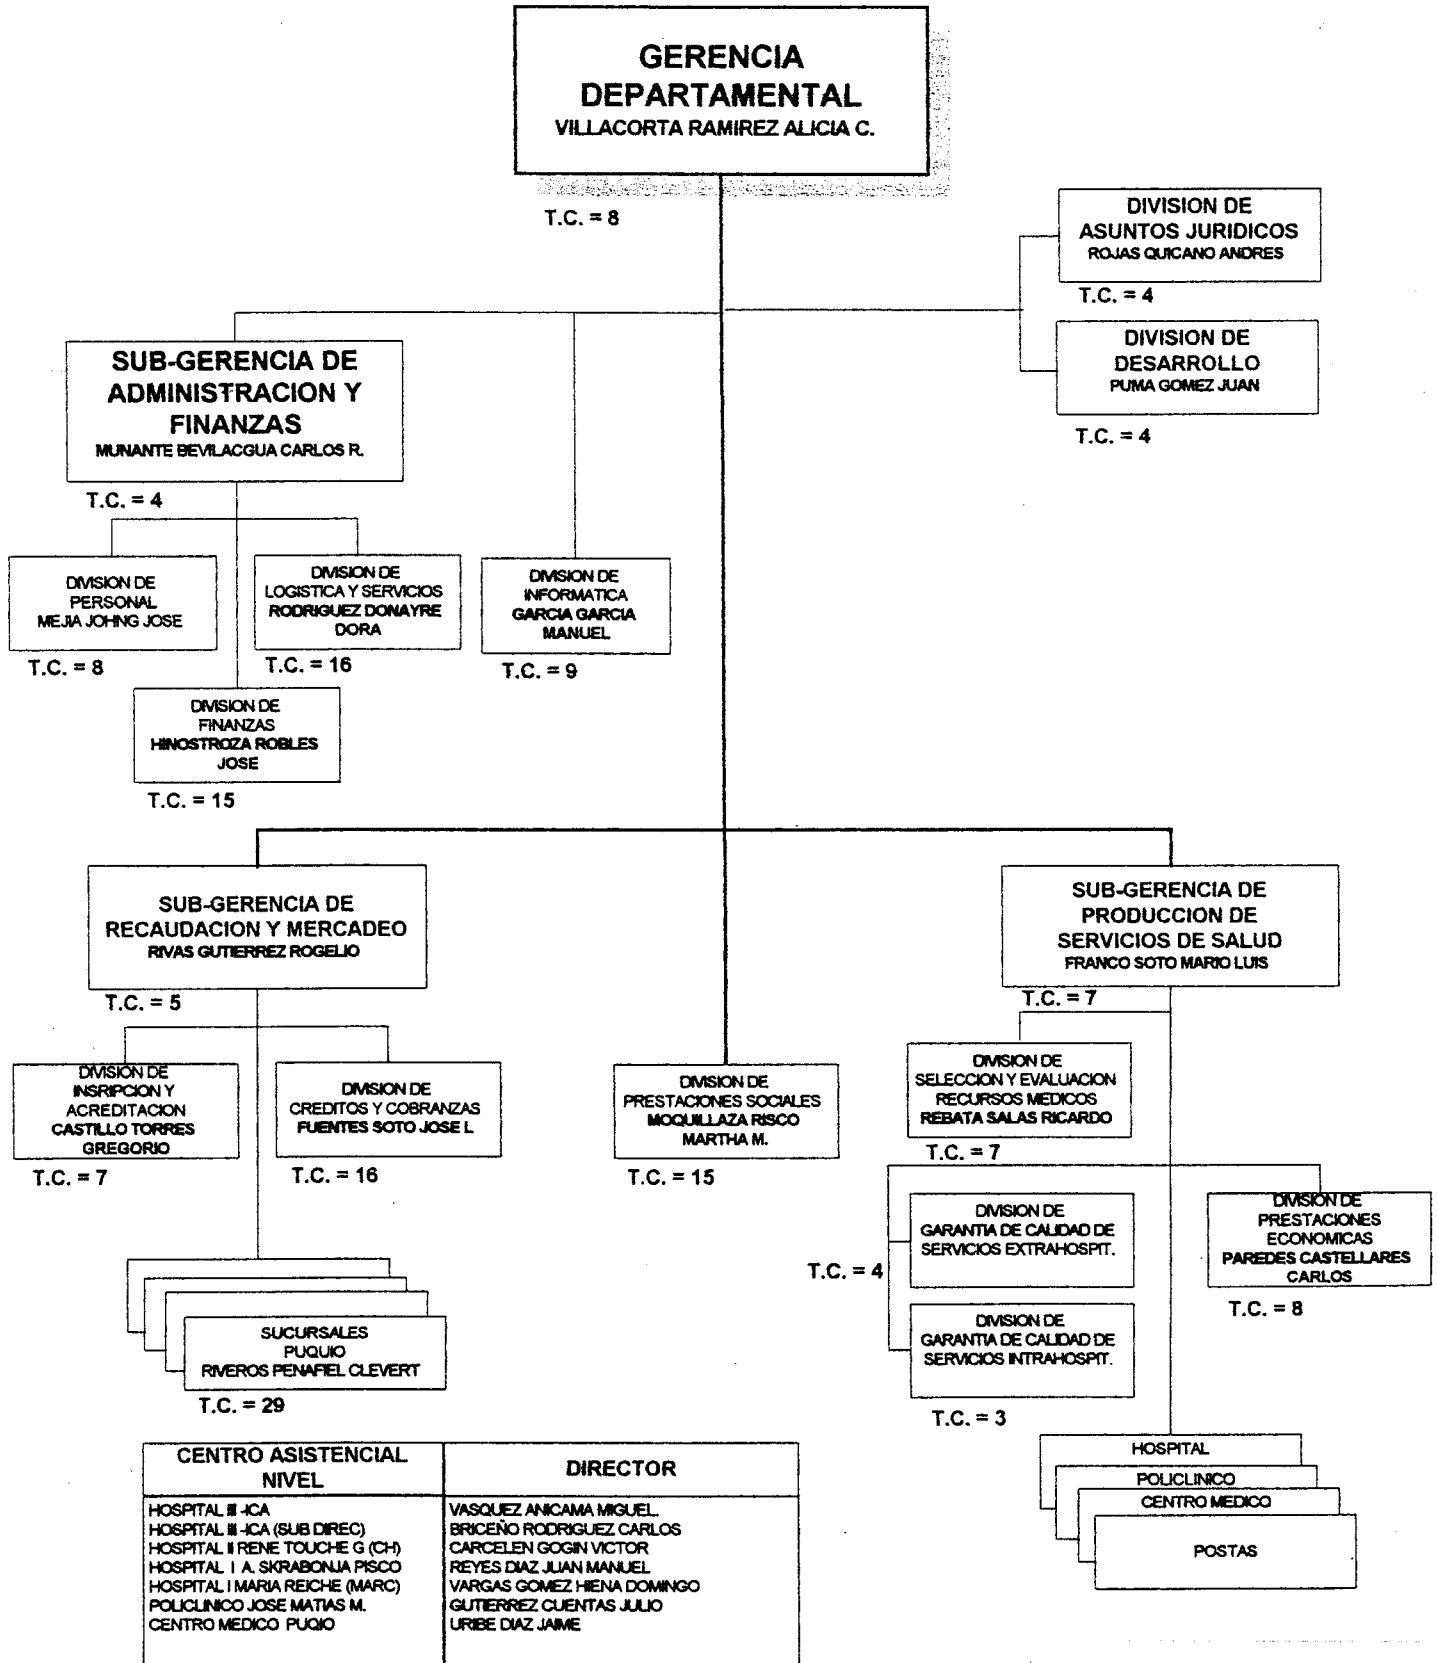 GERENCIA
DEPARTAMENTAL
VILLACORTA RAMIREZ ALICIA C.
T.C. = 8
DIVISION DE
ASUNTOS JURIDICOS
ROJAS QUICANO ANDRES
T.C. = 4
DIVISION DE
DESARROLLO
PUMA GOMEZ JUAN
T.C. = 4
SUB-GERENCIA DE
ADMINISTRACION Y
FINANZAS
MUNANTE BEVILACGUA CARLOS R.
T.C. = 4
DIVISION DE
PERSONAL
MEJIA JOHNG JOSE
T.C. = 8
DIVISION DE
LOGISTICA Y SERVICIOS
RODRIGUEZ DONAYRE
DORA
T.C. = 16
DIVISION DE
INFORMATICA
GARCIA GARCIA
MANUEL
T.C. = 9
DIVISION DE
FINANZAS
HINOSTROZA ROBLES
JOSE
T.C. = 15
SUB-GERENCIA DE
RECAUDACION Y MERCADEO
RIVAS GUTIERREZ ROGELIO
T.C. = 5
SUB-GERENCIA DE
PRODUCCION DE
SERVICIOS DE SALUD
FRANCO SOTO MARIO LUIS
T.C. = 7
DIVISION DE
INSRIPCION Y
ACREDITACION
CASTILLO TORRES
GREGORIO
T.C. = 7
DIVISION DE
CREDITOS Y COBRANZAS
FUENTES SOTO JOSE L
T.C. = 16
DIVISION DE
PRESTACIONES SOCIALES
MOQUILLAZA RISCO
MARTHA M.
T.C. = 15
DIVISION DE
SELECCION Y EVALUACION
RECURSOS MEDICOS
REBATA SALAS RICARDO
T.C. = 7
DIVISION DE
GARANTIA DE CALIDAD DE
SERVICIOS EXTRAHOSPIT.
T.C. = 4
DIVISION DE
PRESTACIONES
ECONOMICAS
PAREDES CASTELLARES
CARLOS
T.C. = 8
DIVISION DE
GARANTIA DE CALIDAD DE
SERVICIOS INTRAHOSPIT.
T.C. = 3
SUCURSALES
PUQUIO
RIVEROS PENAFIEL CLEVERT
T.C. = 29
HOSPITAL
POLICLINICO
CENTRO MEDICO
POSTAS
CENTRO ASISTENCIAL
NIVEL
DIRECTOR
HOSPITAL III -ICA VASQUEZ ANICAMA MIGUEL
HOSPITAL III -ICA (SUB DIREC) BRICEÑO RODRIGUEZ CARLOS
HOSPITAL II RENE TOUCHE G (CH) CARCELEN GOGIN VICTOR
HOSPITAL I A. SKRABONJA PISCO REYES DIAZ JUAN MANUEL
HOSPITAL I MARIA REICHE (MARC) VARGAS GOMEZ HIENA DOMINGO
POLICLINICO JOSE MATIAS M. GUTIERREZ CUENTAS JULIO
CENTRO MEDICO PUQIO URIBE DIAZ JAIME